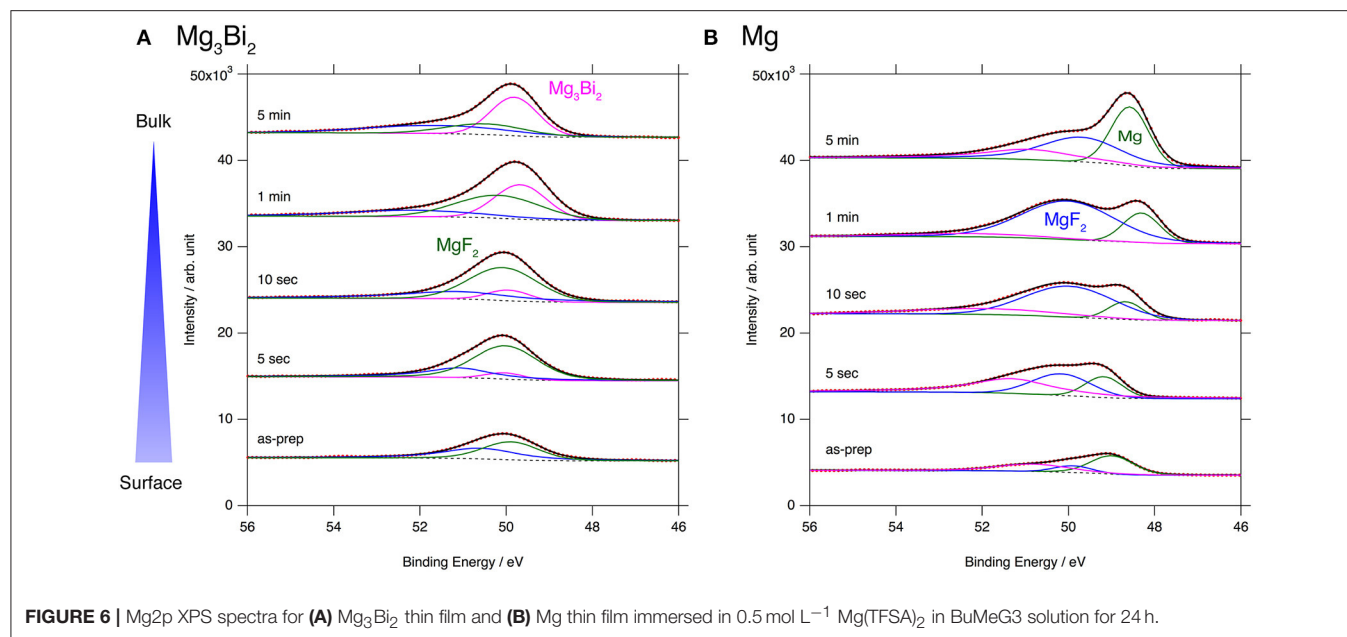 A Mg3Bi2
50x10³
40
30
20
10
0
Intensity / arb. unit
5 min
1 min
10 sec
5 sec
as-prep
Mg3Bi2
MgF2
56 54 52 50 48 46
Binding Energy / eV
Bulk
Surface
B Mg
50x10³
40
30
20
10
0
Intensity / arb. unit
5 min
1 min
10 sec
5 sec
as-prep
Mg
MgF2
56 54 52 50 48 46
Binding Energy / eV
FIGURE 6 | Mg2p XPS spectra for (A) Mg3Bi2 thin film and (B) Mg thin film immersed in 0.5 mol L−1 Mg(TFSA)2 in BuMeG3 solution for 24 h.